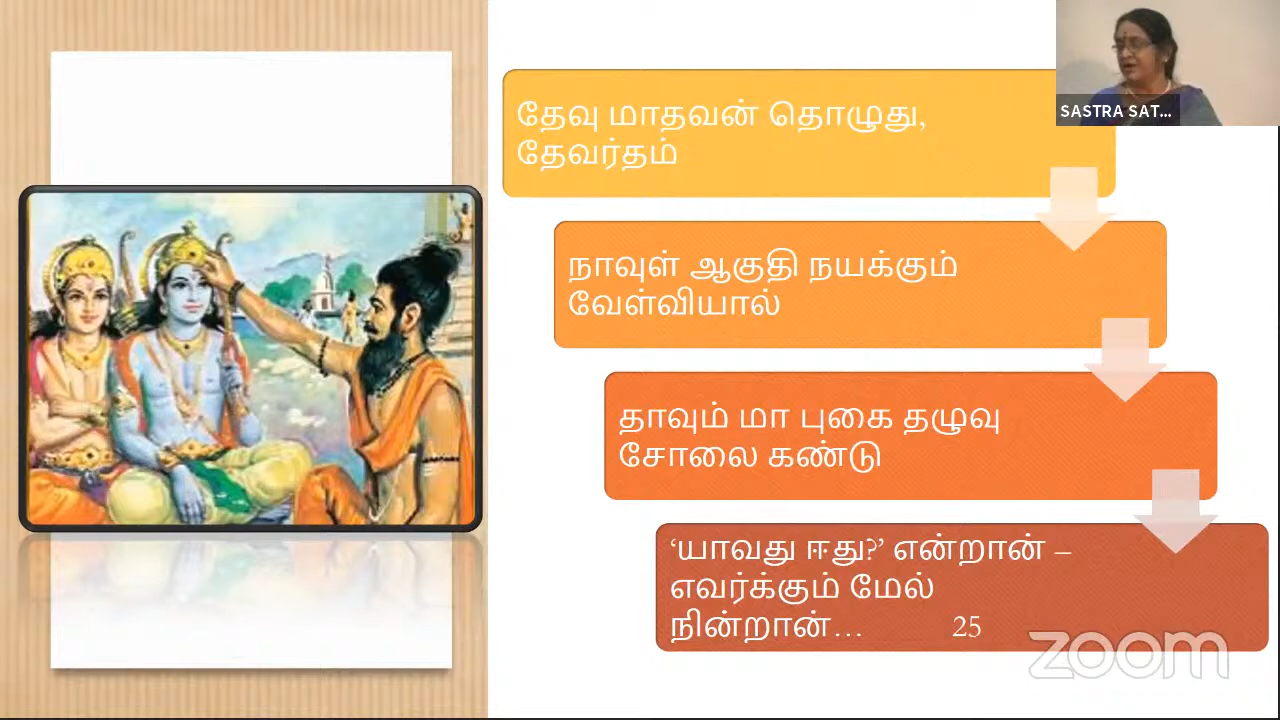 தேவு மாதவன் தொழுது,
தேவர்தம்
நாவுள் ஆகுதி நயக்கும்
வேள்வியால்
தாவும் மா புகை தழுவு
சோலை கண்டு
‘யாவது ஈது?’ என்றான் –
எவர்க்கும் மேல்
நின்றான்... 25
SASTRA SAT...
zoom